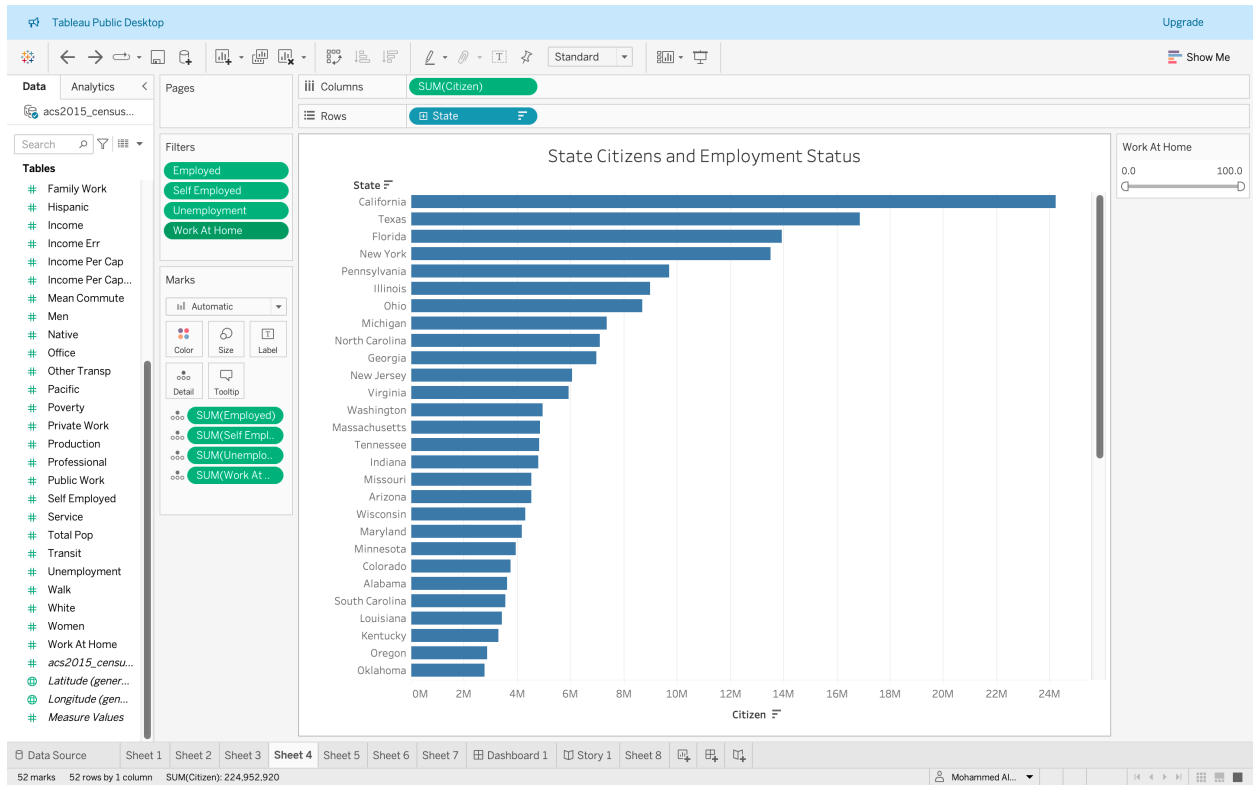 Tableau Public Desktop
Upgrade
Standard
Show Me
Data
Analytics
acs2015_census...
Search
Tables
Family Work
Hispanic
Income
Income Err
Income Per Cap
Income Per Cap...
Mean Commute
Men
Native
Office
Other Transp
Pacific
Poverty
Private Work
Production
Professional
Public Work
Self Employed
Service
Total Pop
Transit
Unemployment
Walk
White
Women
Work At Home
acs2015_censu...
Latitude (gener...
Longitude (gen...
Measure Values
Pages
Filters
Employed
Self Employed
Unemployment
Work At Home
Marks
Automatic
Color
Size
T
Label
Detail
Tooltip
SUM(Employed)
SUM(Self Empl..
SUM(Unemplo..
SUM(Work At ..
Columns
SUM(Citizen)
Rows
State
State Citizens and Employment Status
State
California
Texas
Florida
New York
Pennsylvania
Illinois
Ohio
Michigan
North Carolina
Georgia
New Jersey
Virginia
Washington
Massachusetts
Tennessee
Indiana
Missouri
Arizona
Wisconsin
Maryland
Minnesota
Colorado
Alabama
South Carolina
Louisiana
Kentucky
Oregon
Oklahoma
0M 2M 4M 6M 8M 10M 12M 14M 16M 18M 20M 22M 24M
Citizen
Work At Home
0.0 100.0
Data Source
Sheet 1
Sheet 2
Sheet 3
Sheet 4
Sheet 5
Sheet 6
Sheet 7
Dashboard 1
Story 1
Sheet 8
52 marks 52 rows by 1 column SUM(Citizen): 224,952,920
Mohammed Al...